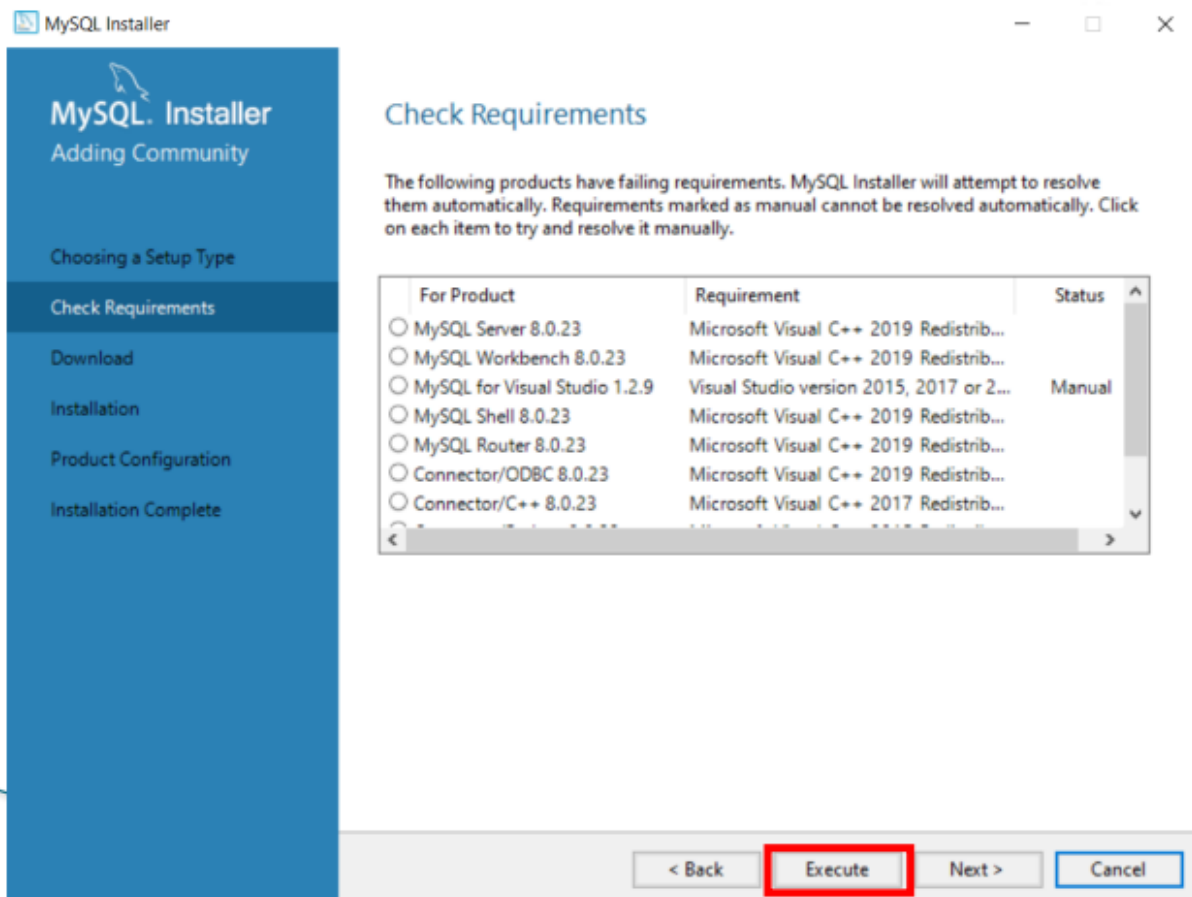 MySQL Installer
MySQL. Installer
Adding Community
Choosing a Setup Type
Check Requirements
Download
Installation
Product Configuration
Installation Complete
Check Requirements
The following products have failing requirements. MySQL Installer will attempt to resolve
them automatically. Requirements marked as manual cannot be resolved automatically. Click
on each item to try and resolve it manually.
For Product Requirement Status
MySQL Server 8.0.23 Microsoft Visual C++ 2019 Redistrib...
MySQL Workbench 8.0.23 Microsoft Visual C++ 2019 Redistrib...
MySQL for Visual Studio 1.2.9 Visual Studio version 2015, 2017 or 2... Manual
MySQL Shell 8.0.23 Microsoft Visual C++ 2019 Redistrib...
MySQL Router 8.0.23 Microsoft Visual C++ 2019 Redistrib...
Connector/ODBC 8.0.23 Microsoft Visual C++ 2019 Redistrib...
Connector/C++ 8.0.23 Microsoft Visual C++ 2017 Redistrib...
< Back Execute Next > Cancel